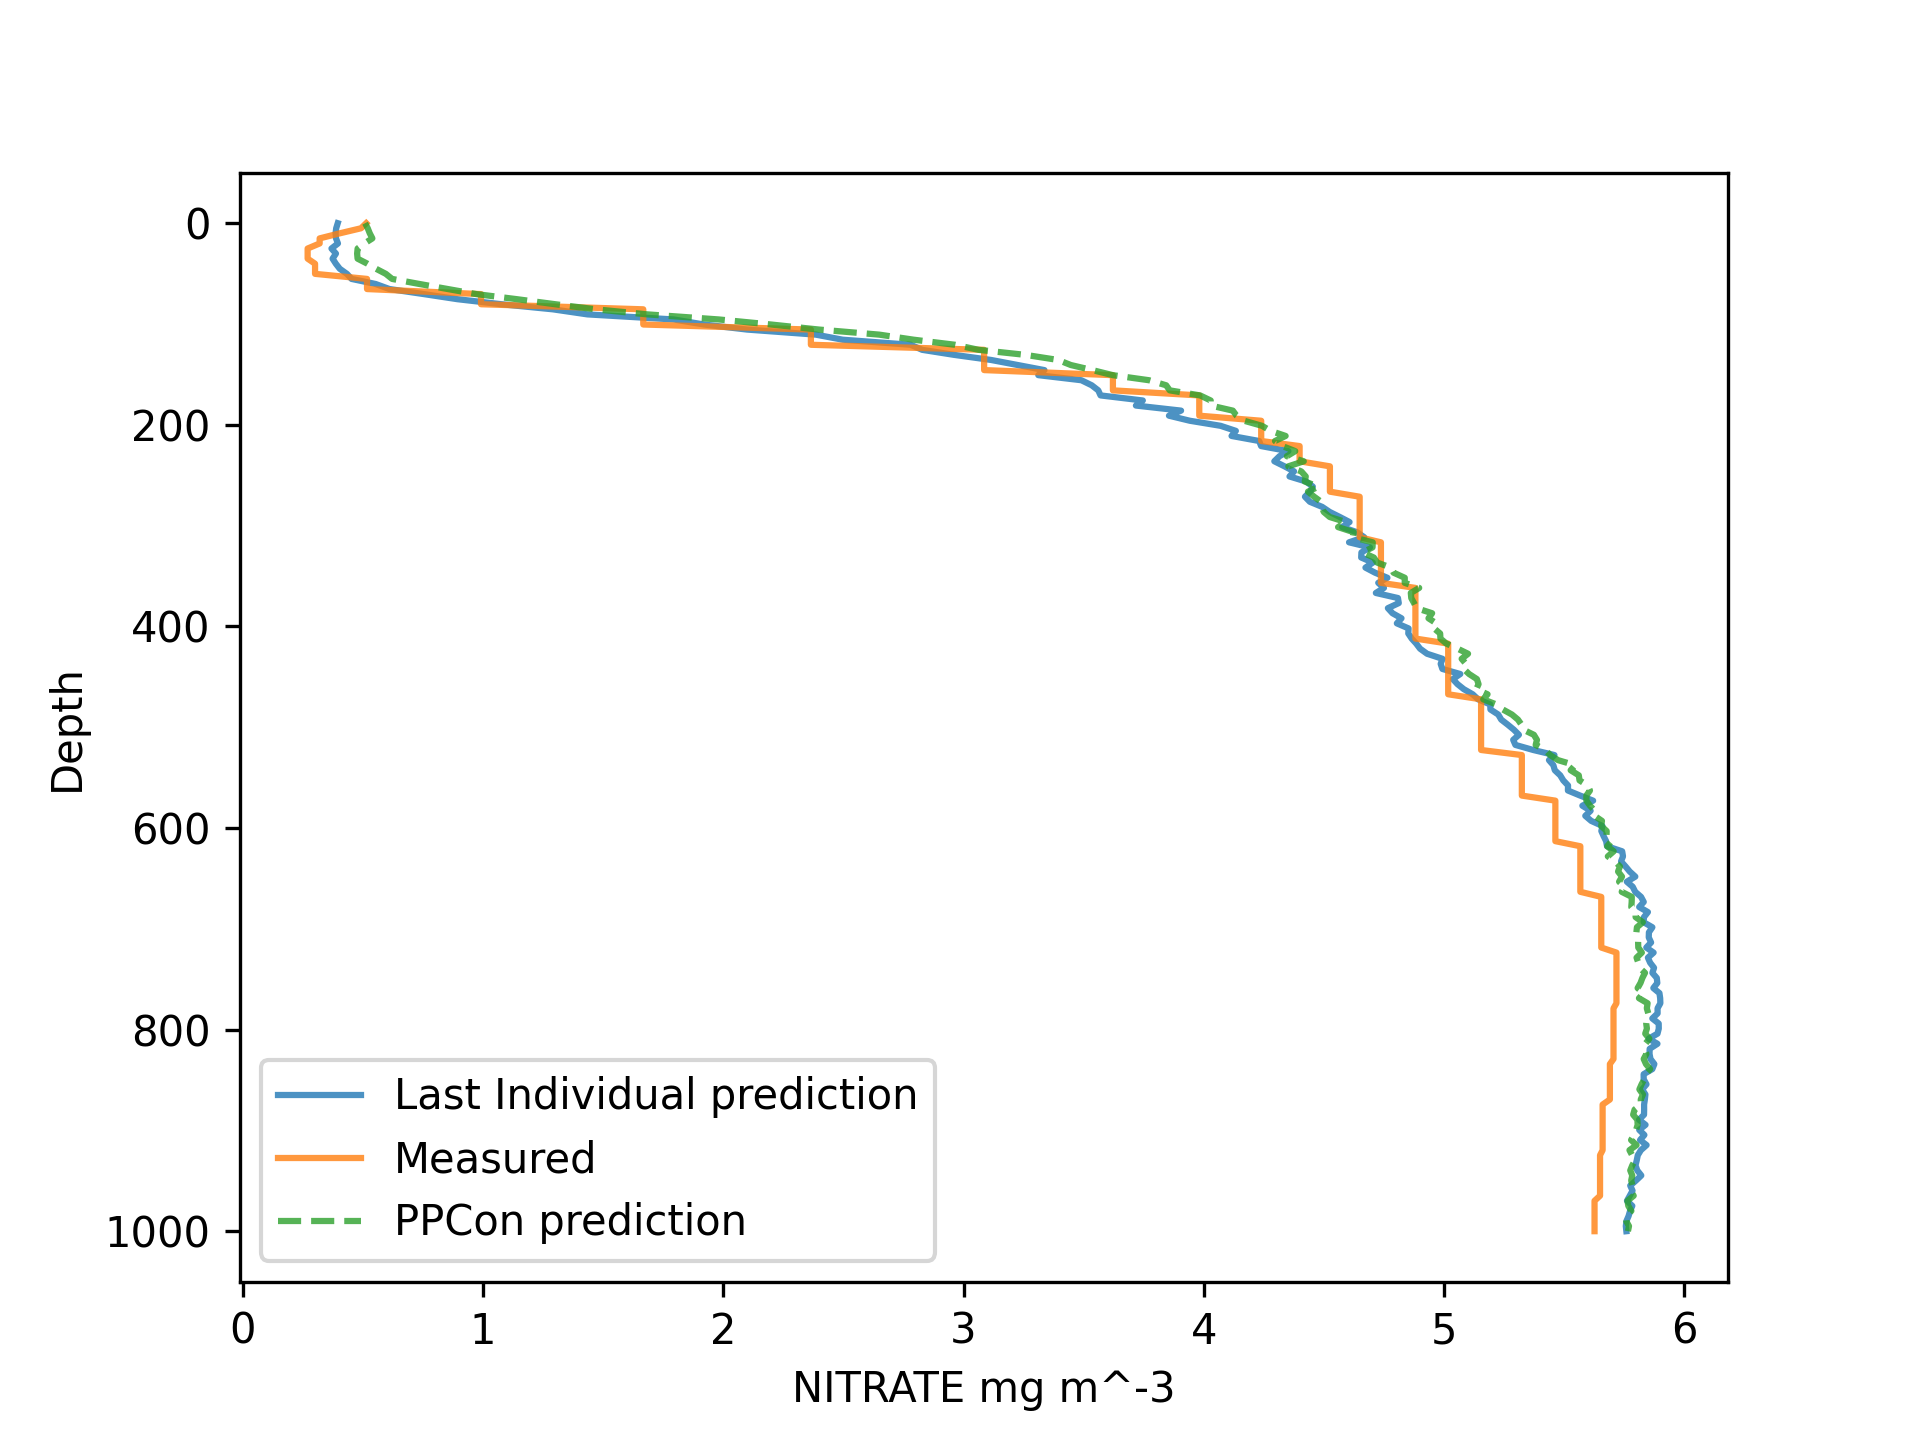 0
200
400
600
800
1000
Depth
Last Individual prediction
Measured
PPCon prediction
0 1 2 3 4 5 6
NITRATE mg m^-3